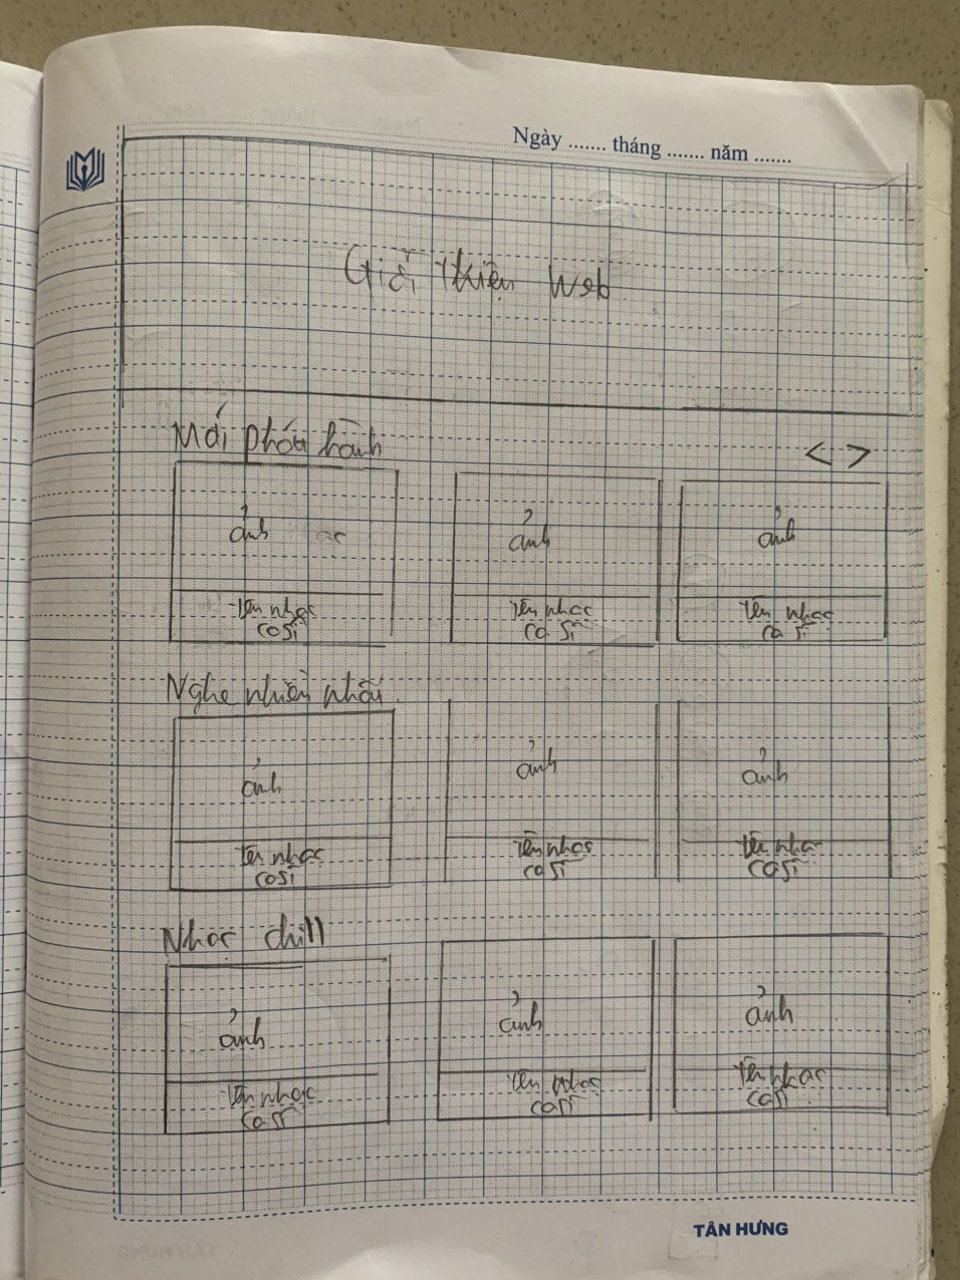 Ngày ....... tháng ....... năm .......
Giới thiệu Web
Mới phát hành < >
ảnh ảnh ảnh
Tên nhạc Tên nhạc Tên nhạc
ca sĩ ca sĩ ca sĩ
Nghe nhiều nhất
ảnh ảnh ảnh
Tên nhạc Tên nhạc Tên nhạc
ca sĩ ca sĩ ca sĩ
Nhạc chill
ảnh ảnh ảnh
Tên nhạc Tên nhạc Tên nhạc
ca sĩ ca sĩ ca sĩ
TÂN HƯNG